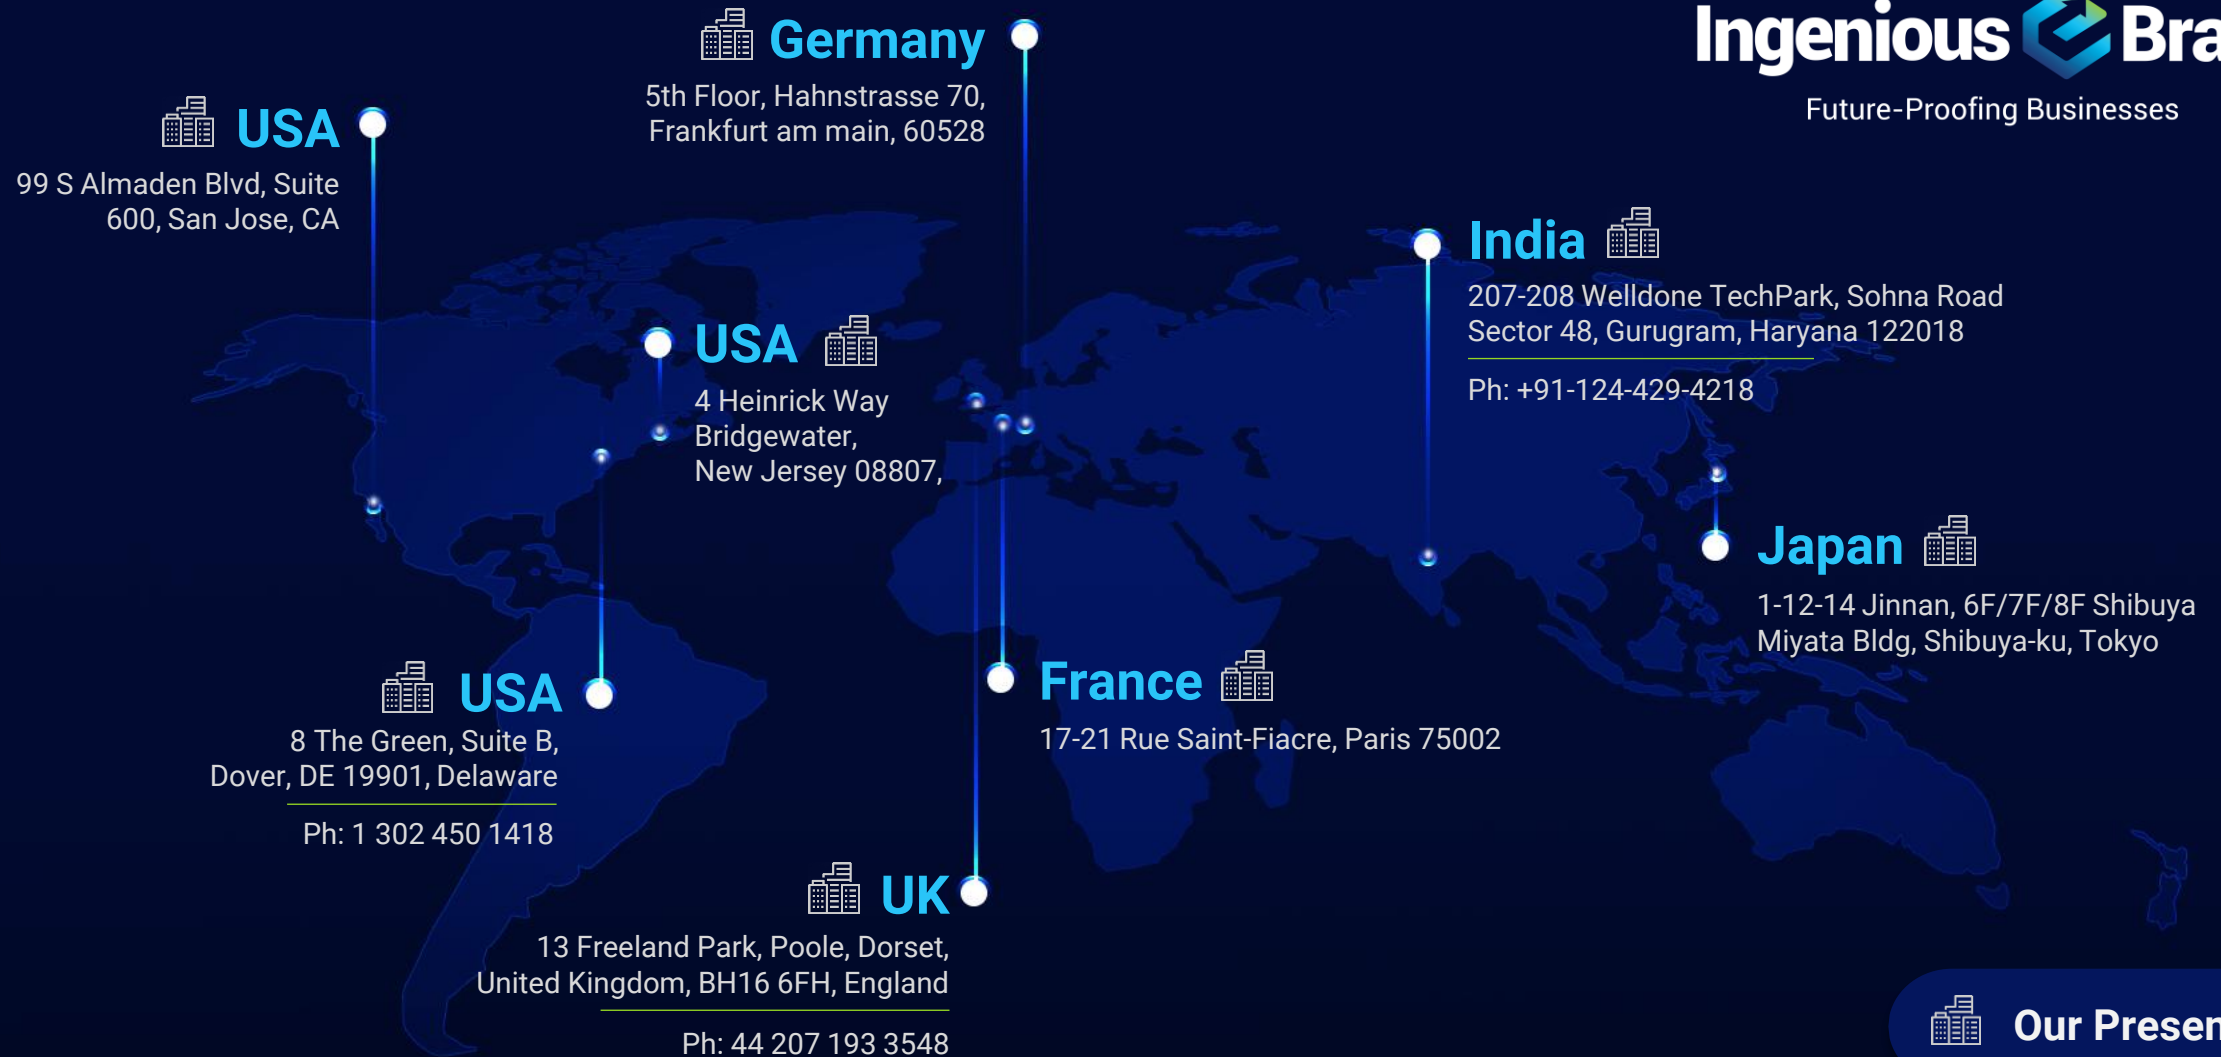 Germany
5th Floor, Hahnstrasse 70,
Frankfurt am main, 60528
Ingenious Bra
Future-Proofing Businesses
USA
99 S Almaden Blvd, Suite
600, San Jose, CA
India
207-208 Welldone TechPark, Sohna Road
Sector 48, Gurugram, Haryana 122018
Ph: +91-124-429-4218
USA
4 Heinrick Way
Bridgewater,
New Jersey 08807,
Japan
1-12-14 Jinnan, 6F/7F/8F Shibuya
Miyata Bldg, Shibuya-ku, Tokyo
USA
8 The Green, Suite B,
Dover, DE 19901, Delaware
Ph: 1 302 450 1418
France
17-21 Rue Saint-Fiacre, Paris 75002
UK
13 Freeland Park, Poole, Dorset,
United Kingdom, BH16 6FH, England
Ph: 44 207 193 3548
Our Presen